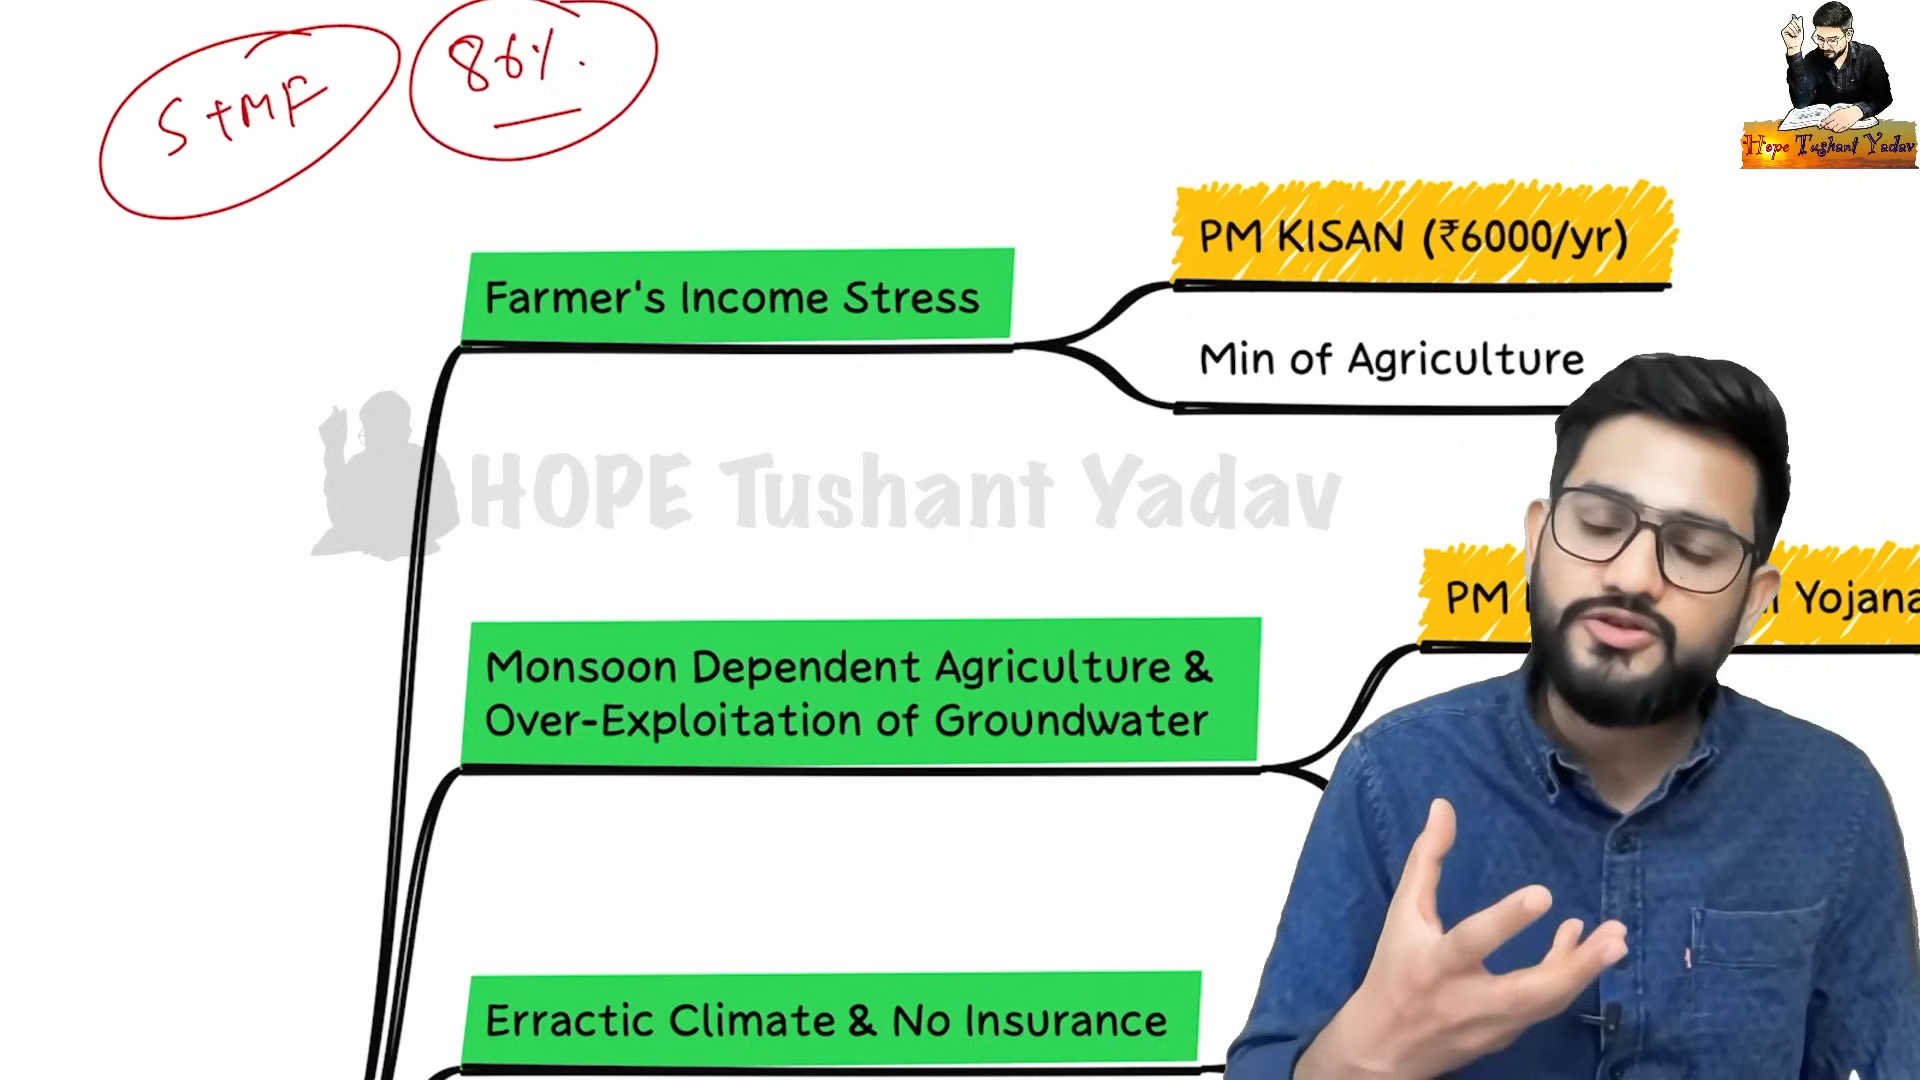 S+MF
86%.
Hope Tushant Yadav
PM KISAN (₹6000/yr)
Farmer's Income Stress
Min of Agriculture
HOPE Tushant Yadav
PM Yojana
Monsoon Dependent Agriculture &
Over-Exploitation of Groundwater
Erractic Climate & No Insurance